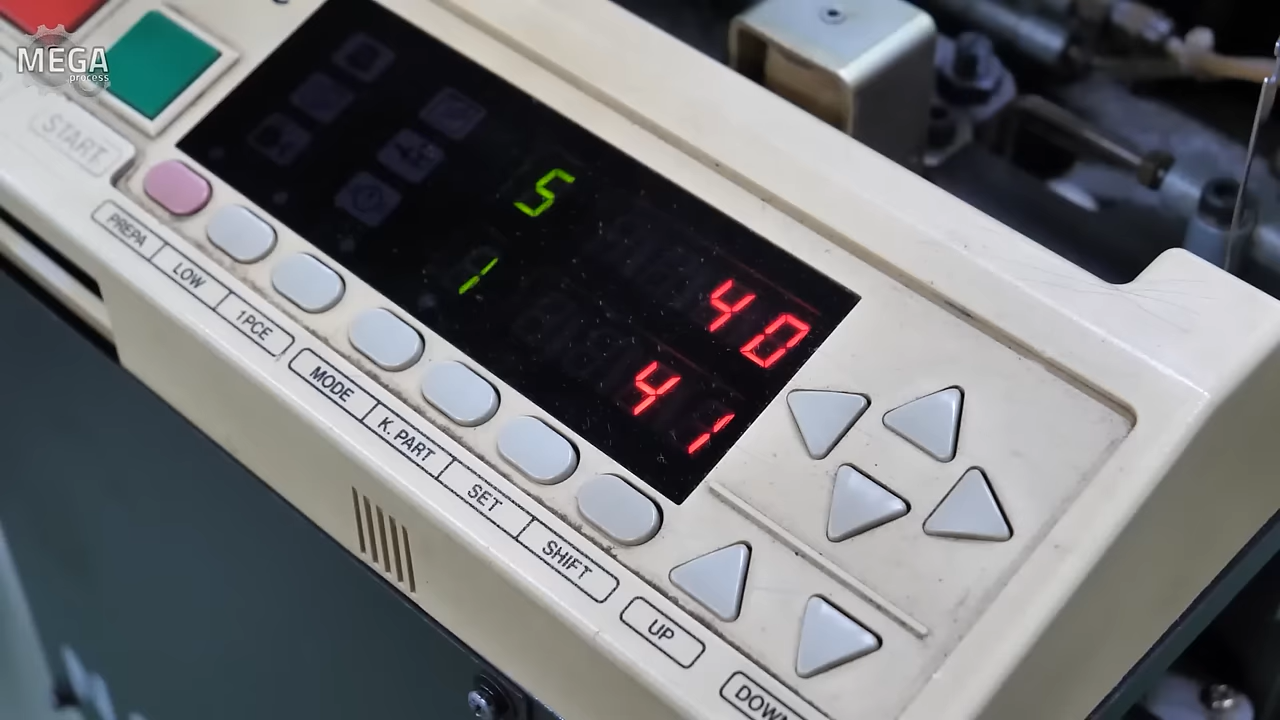 MEGA
process
START
5
40
1
41
PREPA
LOW
1PCE
MODE
K. PART
SET
SHIFT
UP
DOWN